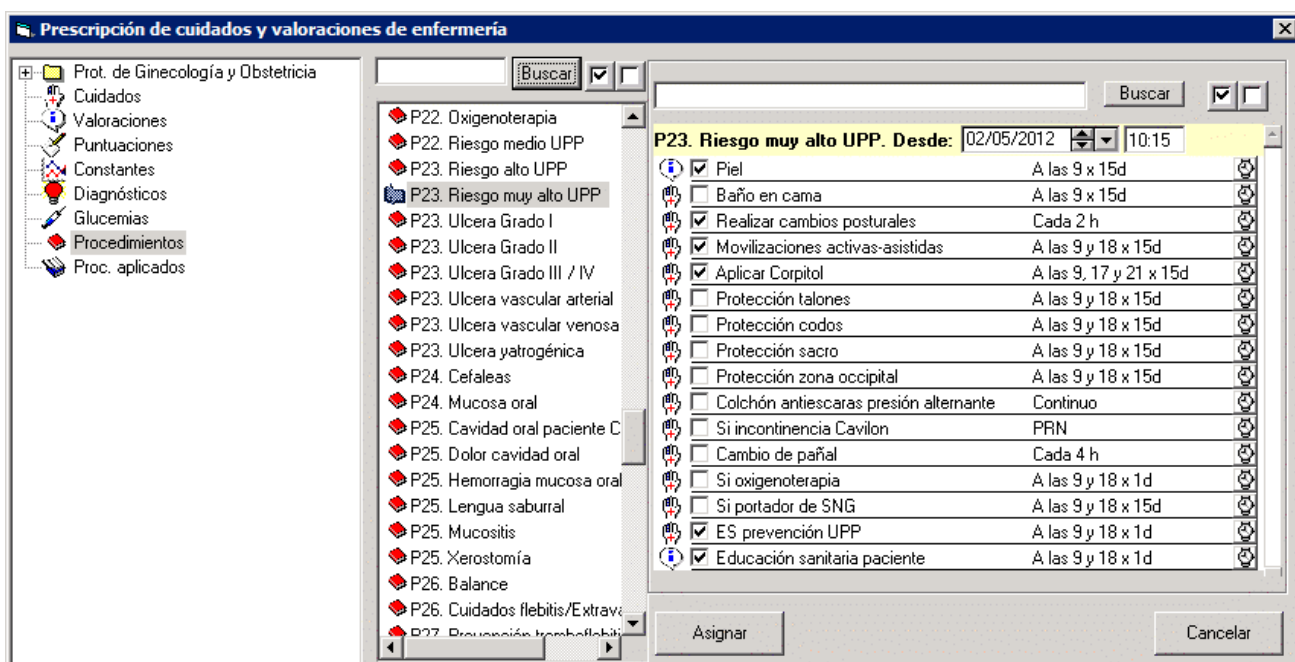 Prescripción de cuidados y valoraciones de enfermería
Prot. de Ginecología y Obstetricia
Cuidados
Valoraciones
Puntuaciones
Constantes
Diagnósticos
Glucemias
Procedimientos
Proc. aplicados
Buscar
P22. Oxigenoterapia
P22. Riesgo medio UPP
P23. Riesgo alto UPP
P23. Riesgo muy alto UPP
P23. Ulcera Grado I
P23. Ulcera Grado II
P23. Ulcera Grado III / IV
P23. Ulcera vascular arterial
P23. Ulcera vascular venosa
P23. Ulcera yatrogénica
P24. Cefaleas
P24. Mucosa oral
P25. Cavidad oral paciente C
P25. Dolor cavidad oral
P25. Hemorragia mucosa oral
P25. Lengua saburral
P25. Mucositis
P25. Xerostomía
P26. Balance
P26. Cuidados flebitis/Extrava
P27. Prevención tromboflebiti
Buscar
P23. Riesgo muy alto UPP. Desde: 02/05/2012 10:15
Piel A las 9 x 15d
Baño en cama A las 9 x 15d
Realizar cambios posturales Cada 2 h
Movilizaciones activas-asistidas A las 9 y 18 x 15d
Aplicar Corpitol A las 9, 17 y 21 x 15d
Protección talones A las 9 y 18 x 15d
Protección codos A las 9 y 18 x 15d
Protección sacro A las 9 y 18 x 15d
Protección zona occipital A las 9 y 18 x 15d
Colchón antiescaras presión alternante Continuo
Si incontinencia Cavilon PRN
Cambio de pañal Cada 4 h
Si oxigenoterapia A las 9 y 18 x 1d
Si portador de SNG A las 9 y 18 x 15d
ES prevención UPP A las 9 y 18 x 1d
Educación sanitaria paciente A las 9 y 18 x 1d
Asignar
Cancelar